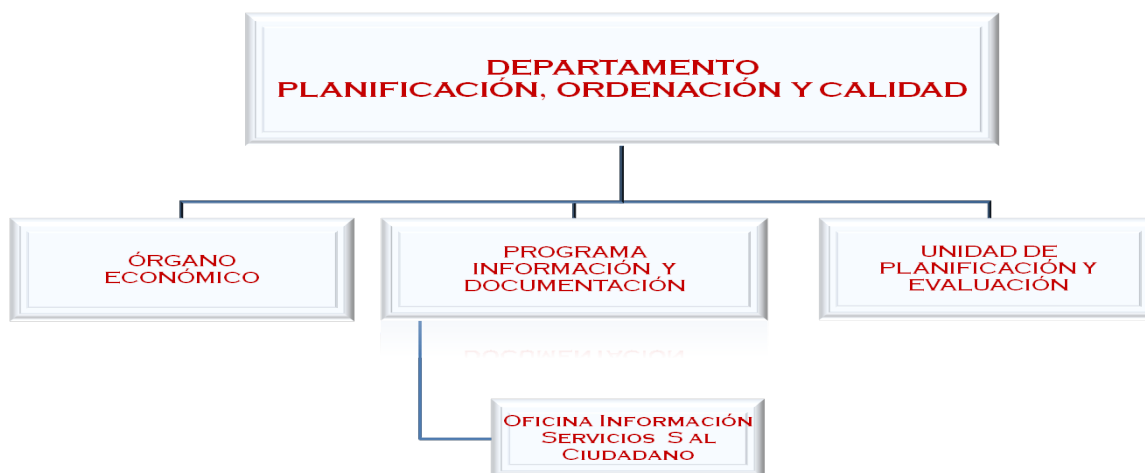 DEPARTAMENTO
PLANIFICACIÓN, ORDENACIÓN Y CALIDAD
ÓRGANO
ECONÓMICO
PROGRAMA
INFORMACIÓN Y
DOCUMENTACIÓN
UNIDAD DE
PLANIFICACIÓN Y
EVALUACIÓN
OFICINA INFORMACIÓN
SERVICIOS S AL
CIUDADANO